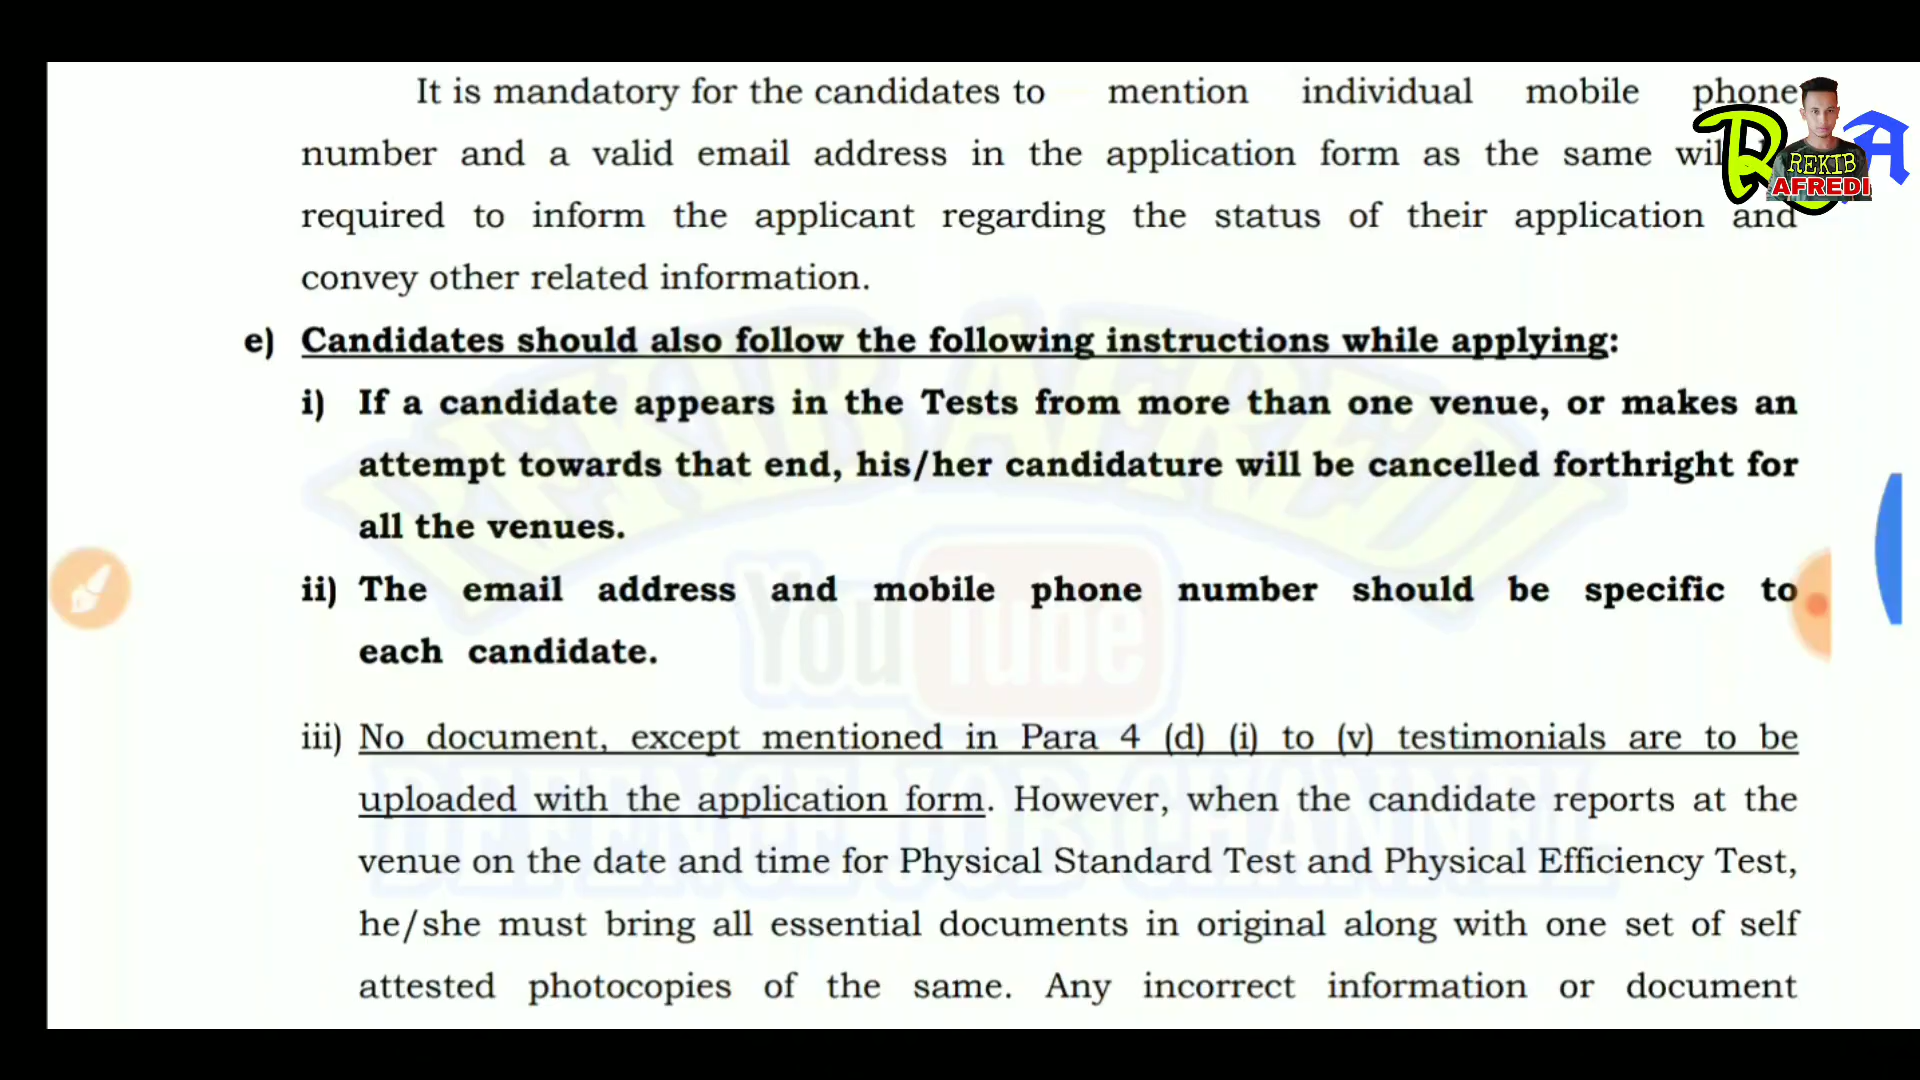 It is mandatory for the candidates to mention individual mobile phone
number and a valid email address in the application form as the same
required to inform the applicant regarding the status of their application and
convey other related information.
e) Candidates should also follow the following instructions while applying:
i) If a candidate appears in the Tests from more than one venue, or makes an
attempt towards that end, his/her candidature will be cancelled forthright for
all the venues.
ii) The email address and mobile phone number should be specific to
each candidate.
iii) No document, except mentioned in Para 4 (d) (i) to (v) testimonials are to be
uploaded with the application form. However, when the candidate reports at the
venue on the date and time for Physical Standard Test and Physical Efficiency Test,
he/she must bring all essential documents in original along with one set of self
attested photocopies of the same. Any incorrect information or document
R A
REKIB
AFREDI
REKIB AFREDI
YouTube
DEFENCE JOB CHANNEL